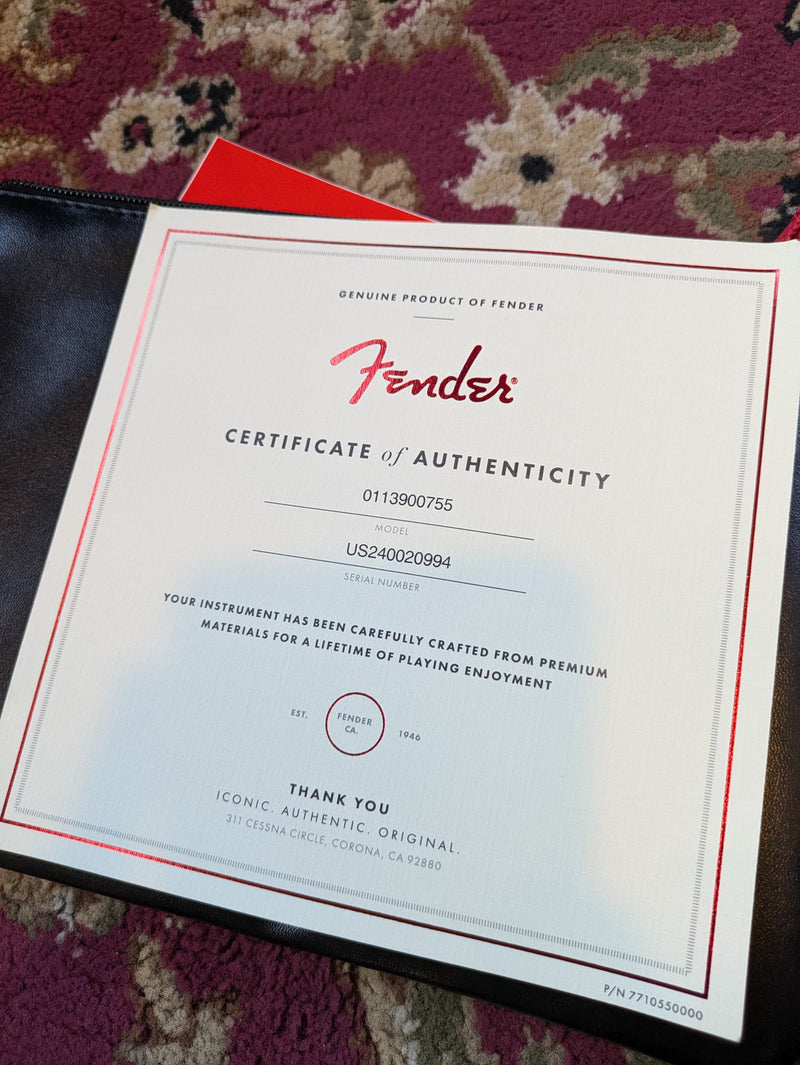 GENUINE PRODUCT OF FENDER
Fender®
CERTIFICATE of AUTHENTICITY
0113900755
MODEL
US240020994
SERIAL NUMBER
YOUR INSTRUMENT HAS BEEN CAREFULLY CRAFTED FROM PREMIUM
MATERIALS FOR A LIFETIME OF PLAYING ENJOYMENT
EST.
FENDER
CA.
1946
THANK YOU
ICONIC. AUTHENTIC. ORIGINAL.
311 CESSNA CIRCLE, CORONA, CA 92880
P/N 7710550000